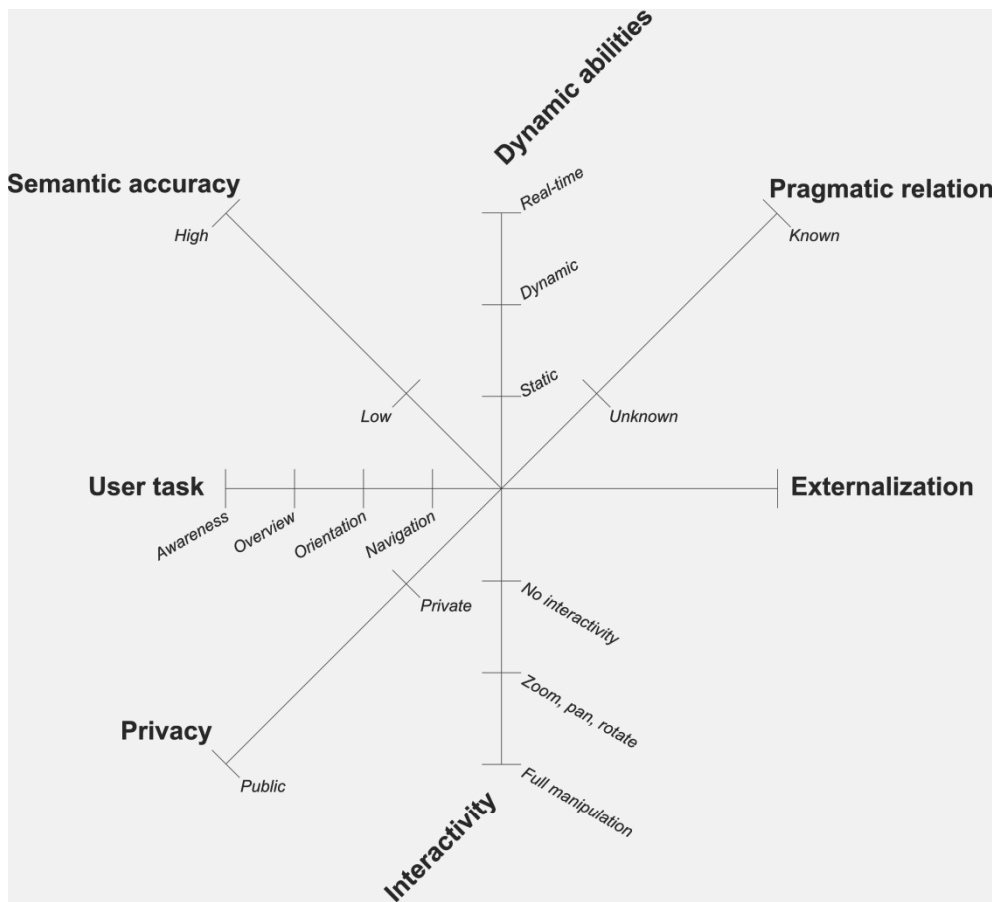 Dynamic abilities
Semantic accuracy
Pragmatic relation
Real-time
High
Known
Dynamic
Static
Low
Unknown
User task
Externalization
Awareness
Overview
Orientation
Navigation
Private
No interactivity
Zoom, pan, rotate
Privacy
Public
Full manipulation
Interactivity